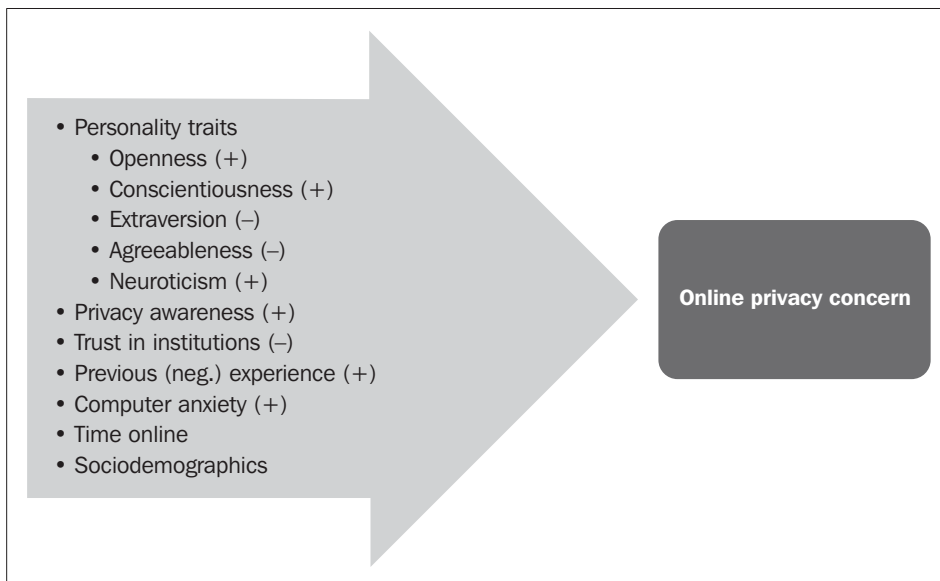 • Personality traits
• Openness (+)
• Conscientiousness (+)
• Extraversion (–)
• Agreeableness (–)
• Neuroticism (+)
• Privacy awareness (+)
• Trust in institutions (–)
• Previous (neg.) experience (+)
• Computer anxiety (+)
• Time online
• Sociodemographics
Online privacy concern